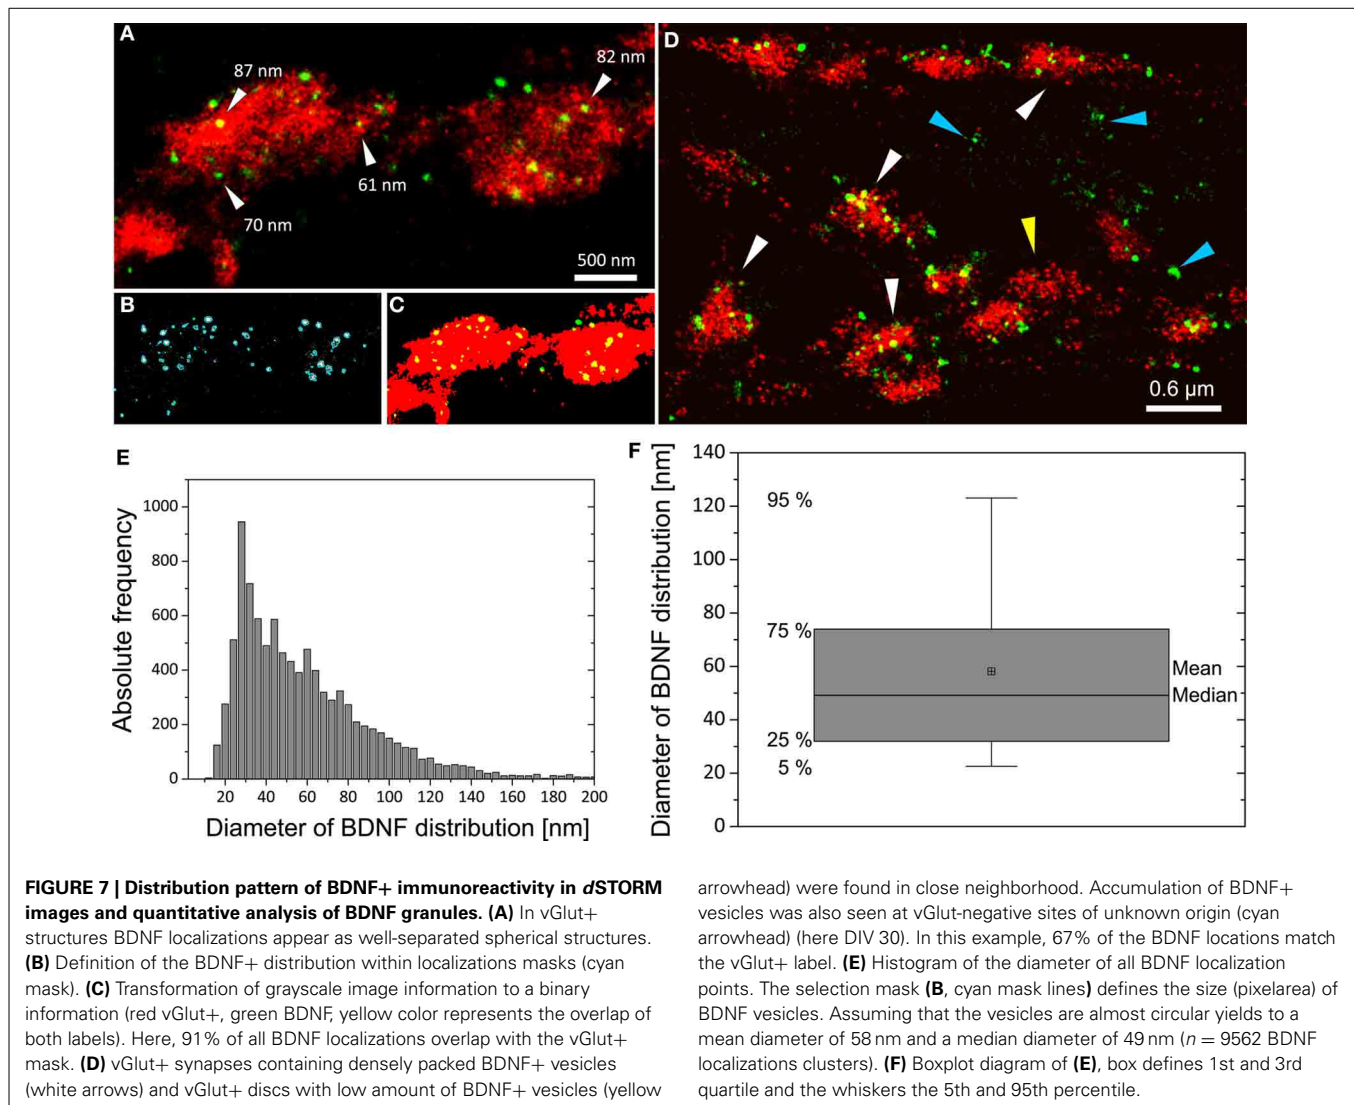 A
87 nm
82 nm
61 nm
70 nm
500 nm
B
C
D
0.6 µm
E
Absolute frequency
1000
800
600
400
200
0
20 40 60 80 100 120 140 160 180 200
Diameter of BDNF distribution [nm]
F
Diameter of BDNF distribution [nm]
140
120
100
80
60
40
20
0
95 %
75 %
25 %
5 %
Mean
Median
FIGURE 7 | Distribution pattern of BDNF+ immunoreactivity in dSTORM
images and quantitative analysis of BDNF granules. (A) In vGlut+
structures BDNF localizations appear as well-separated spherical structures.
(B) Definition of the BDNF+ distribution within localizations masks (cyan
mask). (C) Transformation of grayscale image information to a binary
information (red vGlut+, green BDNF, yellow color represents the overlap of
both labels). Here, 91% of all BDNF localizations overlap with the vGlut+
mask. (D) vGlut+ synapses containing densely packed BDNF+ vesicles
(white arrows) and vGlut+ discs with low amount of BDNF+ vesicles (yellow
arrowhead) were found in close neighborhood. Accumulation of BDNF+
vesicles was also seen at vGlut-negative sites of unknown origin (cyan
arrowhead) (here DIV 30). In this example, 67% of the BDNF locations match
the vGlut+ label. (E) Histogram of the diameter of all BDNF localization
points. The selection mask (B, cyan mask lines) defines the size (pixelarea) of
BDNF vesicles. Assuming that the vesicles are almost circular yields to a
mean diameter of 58 nm and a median diameter of 49 nm (n = 9562 BDNF
localizations clusters). (F) Boxplot diagram of (E), box defines 1st and 3rd
quartile and the whiskers the 5th and 95th percentile.